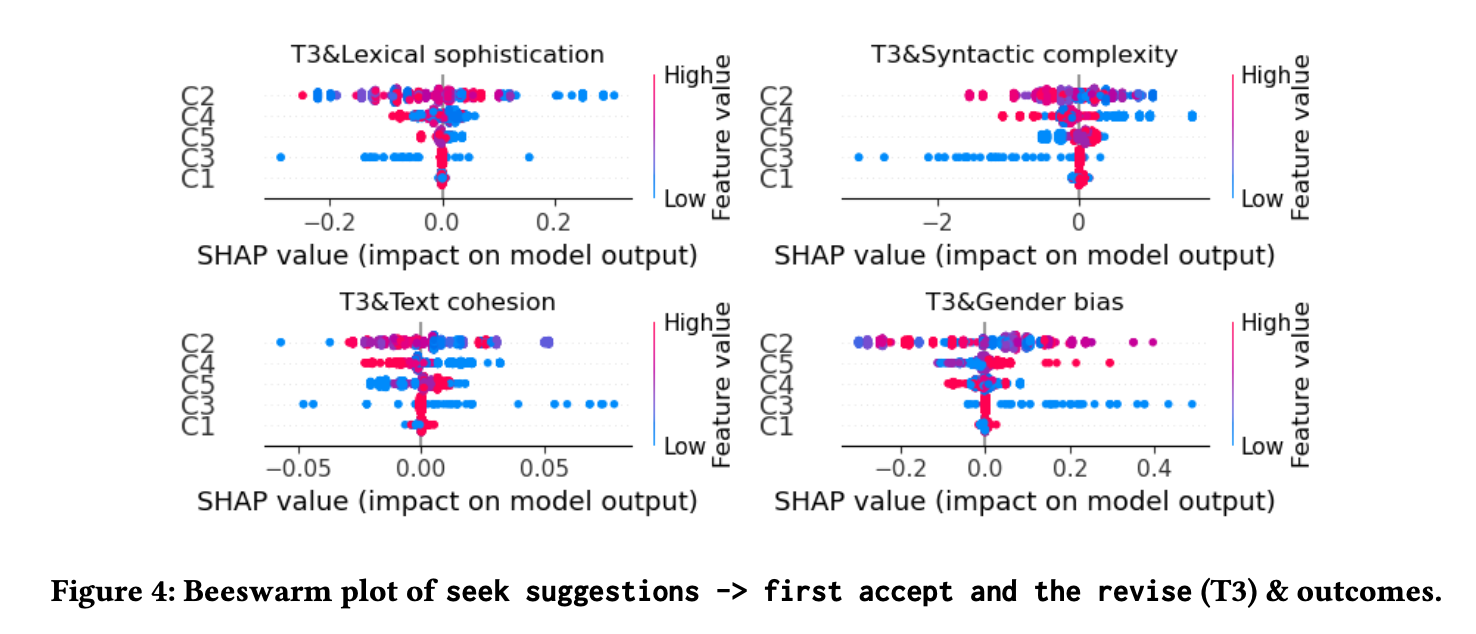 T3&Lexical sophistication
High
C2
C4
C5
C3
C1
Low
Feature value
−0.2 0.0 0.2
SHAP value (impact on model output)
T3&Syntactic complexity
High
C2
C4
C5
C3
C1
Low
Feature value
−2 0
SHAP value (impact on model output)
T3&Text cohesion
High
C2
C4
C5
C3
C1
Low
Feature value
−0.05 0.00 0.05
SHAP value (impact on model output)
T3&Gender bias
High
C2
C5
C4
C3
C1
Low
Feature value
−0.2 0.0 0.2 0.4
SHAP value (impact on model output)
Figure 4: Beeswarm plot of seek suggestions -> first accept and the revise (T3) & outcomes.